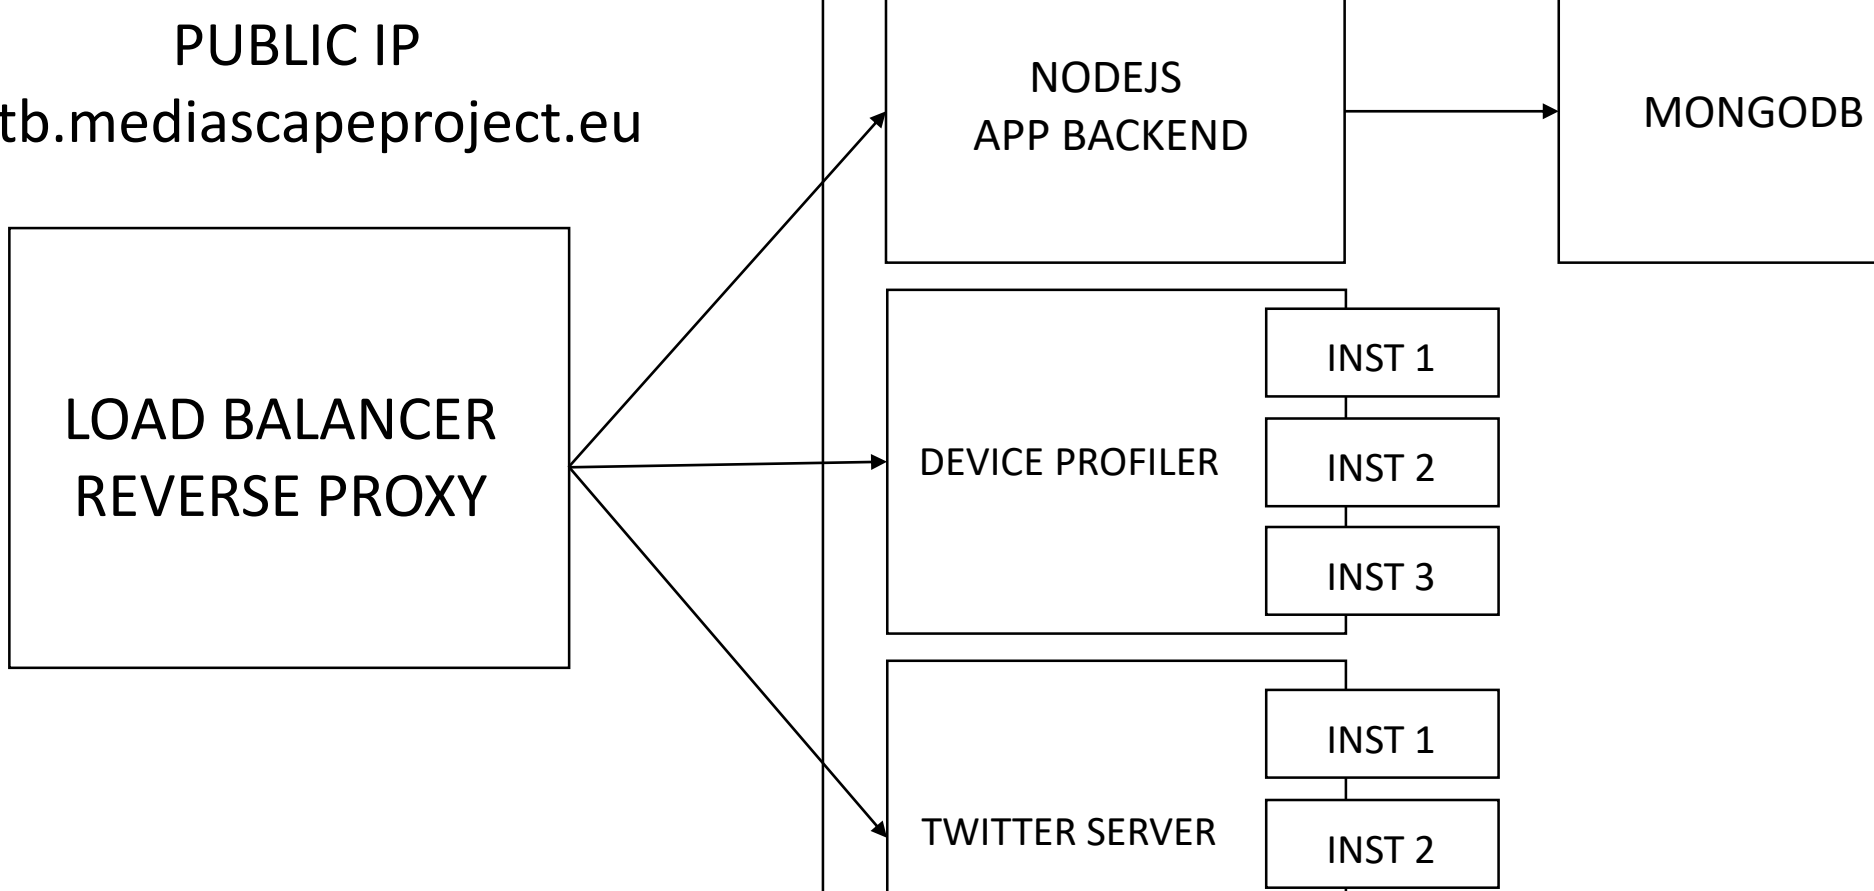 PUBLIC IP
tb.mediascapeproject.eu
LOAD BALANCER
REVERSE PROXY
NODEJS
APP BACKEND
MONGODB
DEVICE PROFILER
INST 1
INST 2
INST 3
TWITTER SERVER
INST 1
INST 2